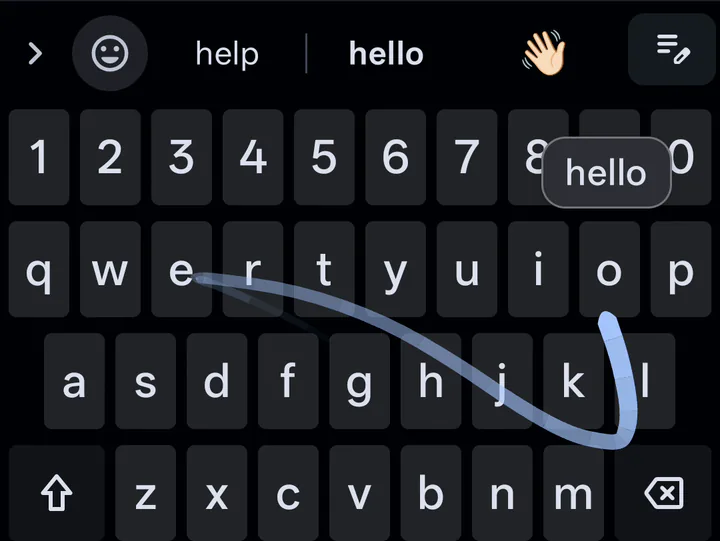 help hello
1 2 3 4 5 6 7 8 hello 0
q w e r t y u i o p
a s d f g h j k l
z x c v b n m